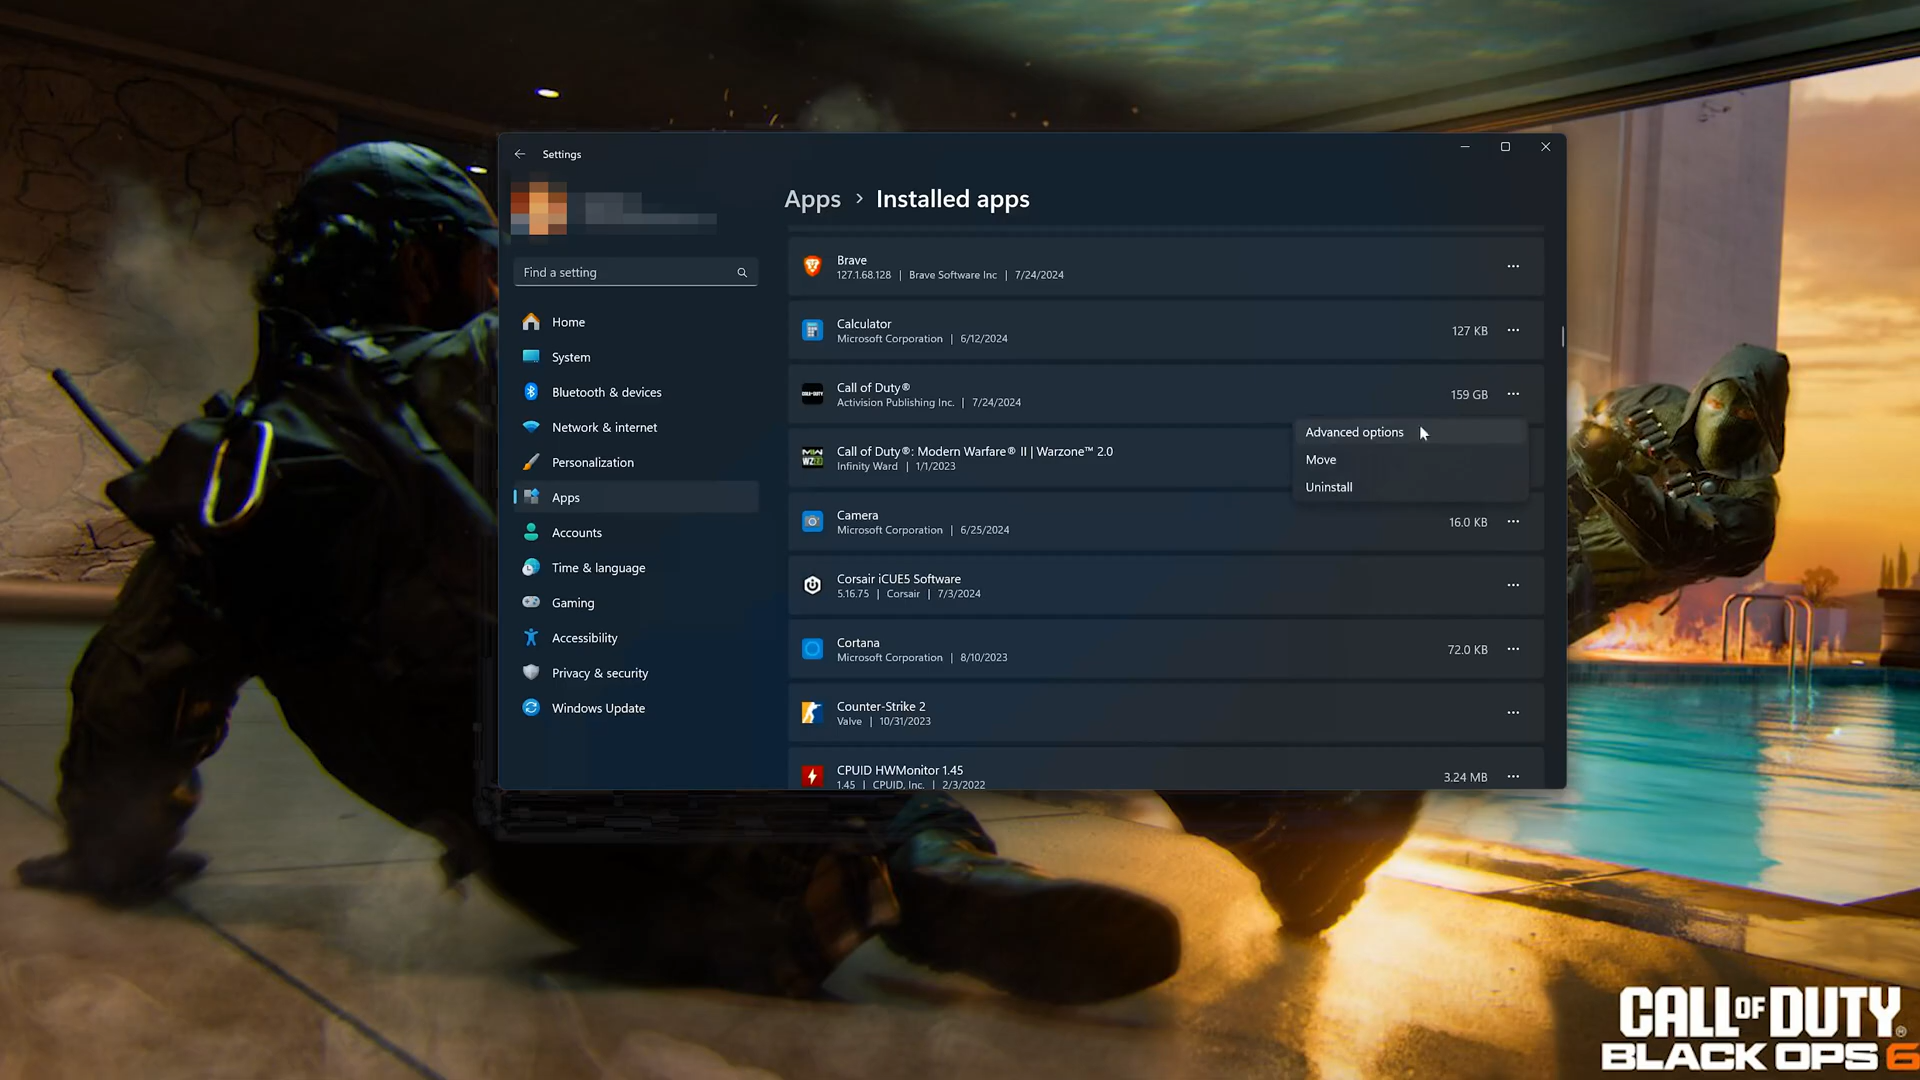 Settings
Find a setting
Home
System
Bluetooth & devices
Network & internet
Personalization
Apps
Accounts
Time & language
Gaming
Accessibility
Privacy & security
Windows Update
Apps > Installed apps
Brave
127.1.68.128 | Brave Software Inc | 7/24/2024
Calculator
Microsoft Corporation | 6/12/2024
127 KB
Call of Duty®
Activision Publishing Inc. | 7/24/2024
159 GB
Advanced options
Move
Uninstall
Call of Duty®: Modern Warfare® II | Warzone™ 2.0
Infinity Ward | 1/1/2023
Camera
Microsoft Corporation | 6/25/2024
16.0 KB
Corsair iCUE5 Software
5.16.75 | Corsair | 7/3/2024
Cortana
Microsoft Corporation | 8/10/2023
72.0 KB
Counter-Strike 2
Valve | 10/31/2023
CPUID HWMonitor 1.45
1.45 | CPUID, Inc. | 2/3/2022
3.24 MB
CALL OF DUTY®
BLACK OPS 6